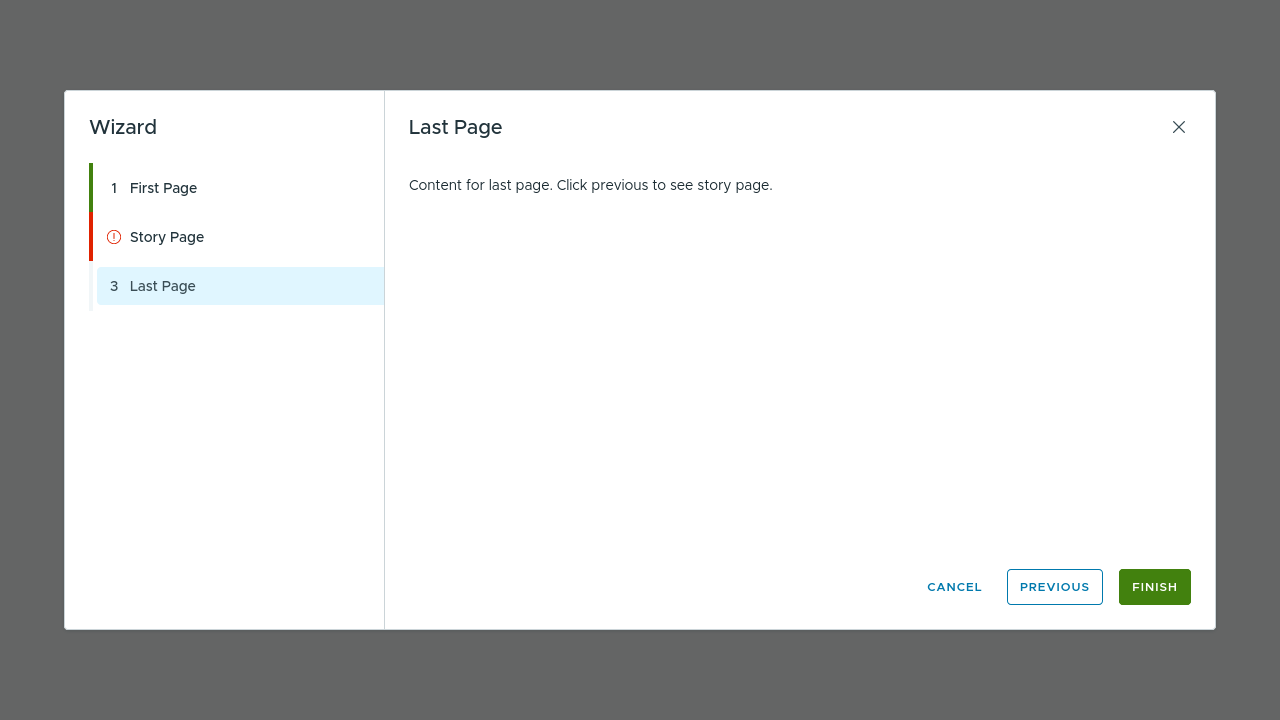 Wizard
1 First Page
Story Page
3 Last Page
Last Page
Content for last page. Click previous to see story page.
CANCEL PREVIOUS FINISH